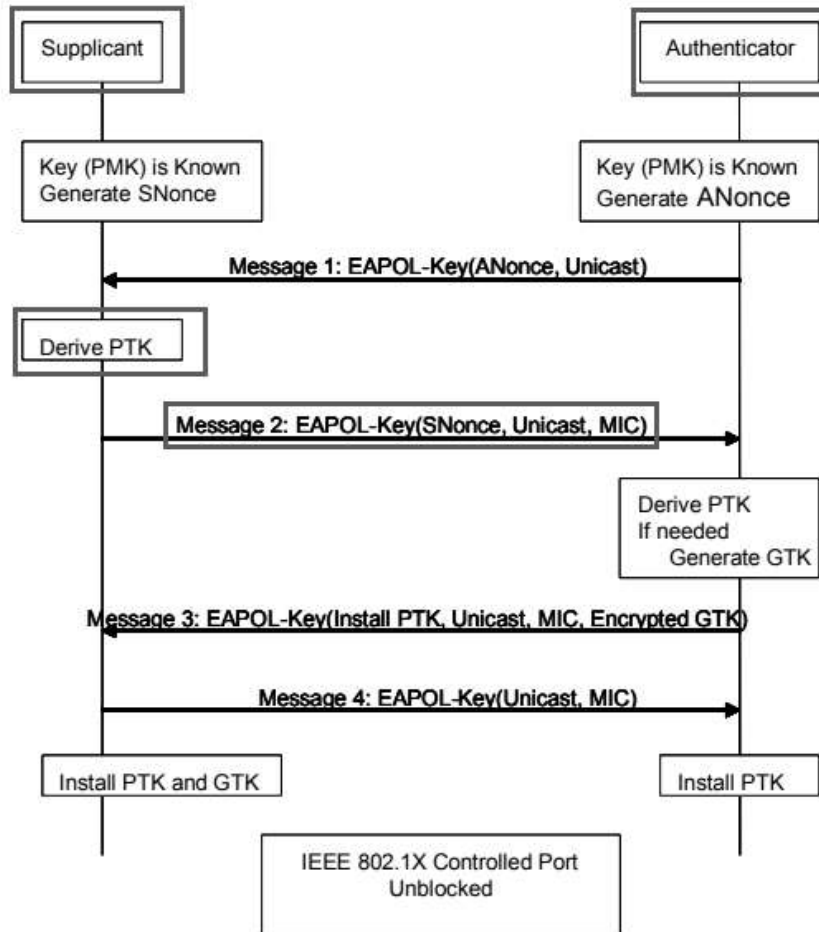 Supplicant
Authenticator
Key (PMK) is Known
Generate SNonce
Key (PMK) is Known
Generate ANonce
Message 1: EAPOL-Key(ANonce, Unicast)
Derive PTK
Message 2: EAPOL-Key(SNonce, Unicast, MIC)
Derive PTK
If needed
Generate GTK
Message 3: EAPOL-Key(Install PTK, Unicast, MIC, Encrypted GTK)
Message 4: EAPOL-Key(Unicast, MIC)
Install PTK and GTK
Install PTK
IEEE 802.1X Controlled Port
Unblocked